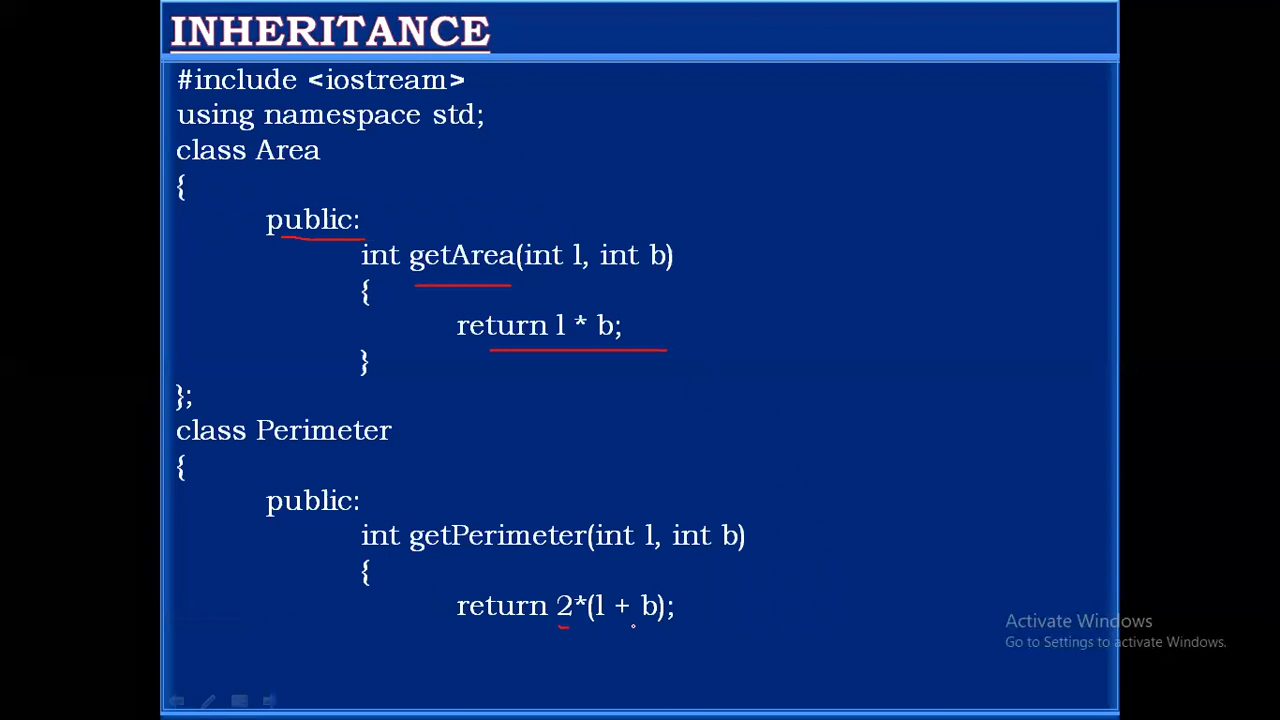 INHERITANCE
#include <iostream>
using namespace std;
class Area
{
public:
int getArea(int l, int b)
{
return l * b;
}
};
class Perimeter
{
public:
int getPerimeter(int l, int b)
{
return 2*(l + b);
Activate Windows
Go to Settings to activate Windows.